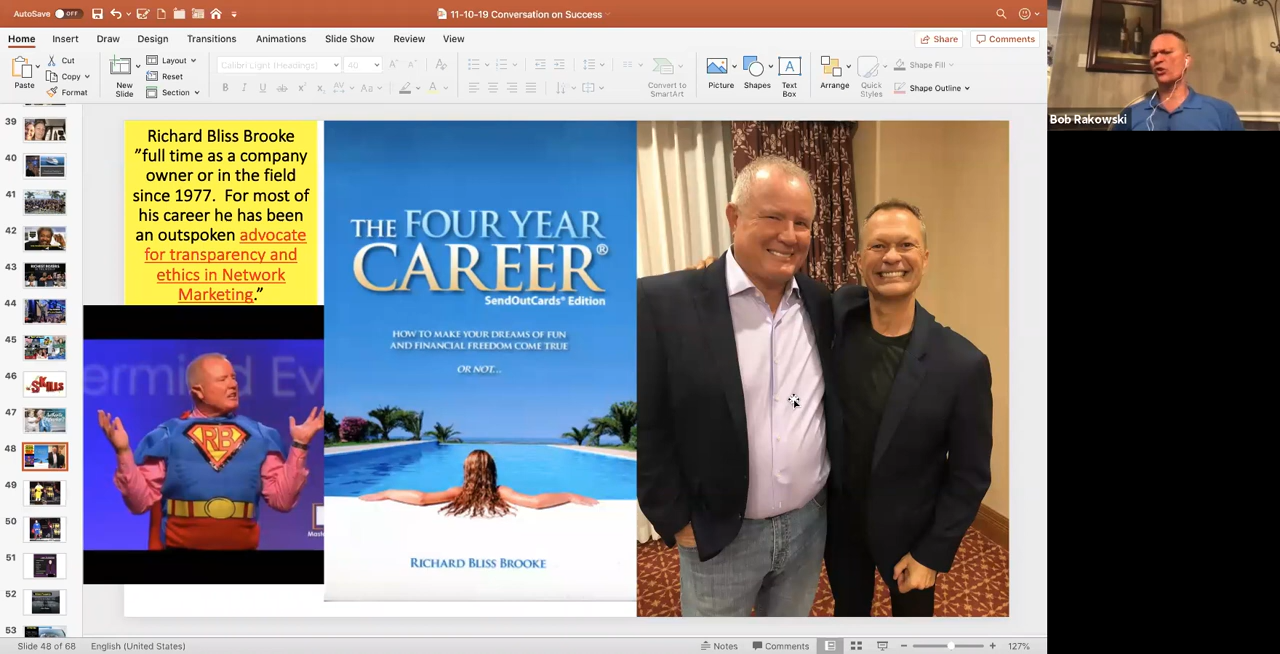 AutoSave
OFF
11-10-19 Conversation on Success
Home
Insert
Draw
Design
Transitions
Animations
Slide Show
Review
View
Share
Comments
Paste
Cut
Copy
Format
New
Slide
Layout
Reset
Section
Calibri Light (Headings)
40
Convert to
SmartArt
Picture
Shapes
Text
Box
Arrange
Quick
Styles
Shape Fill
Shape Outline
Bob Rakowski
39
40
41
42
43
44
45
46
47
48
49
50
51
52
53
Richard Bliss Brooke
”full time as a company
owner or in the field
since 1977. For most of
his career he has been
an outspoken advocate
for transparency and
ethics in Network
Marketing.”
ermind Ev
RB
THE FOUR YEAR
CAREER®
SendOutCards® Edition
HOW TO MAKE YOUR DREAMS OF FUN
AND FINANCIAL FREEDOM COME TRUE
OR NOT...
RICHARD BLISS BROOKE
Slide 48 of 68
English (United States)
Notes
Comments
127%